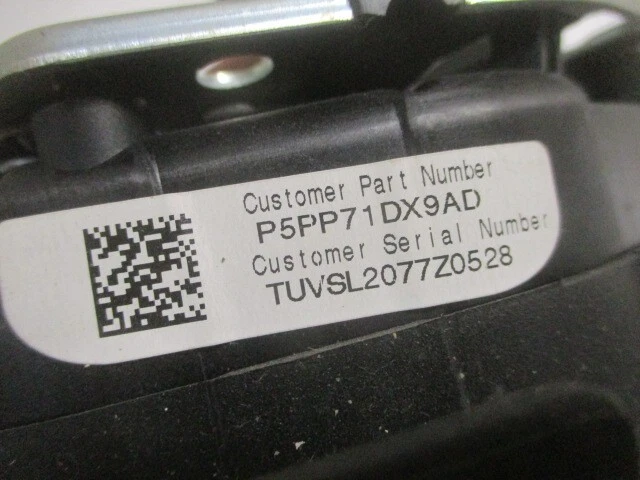 Customer Part Number
P5PP71DX9AD
Customer Serial Number
TUVSL2077Z0528